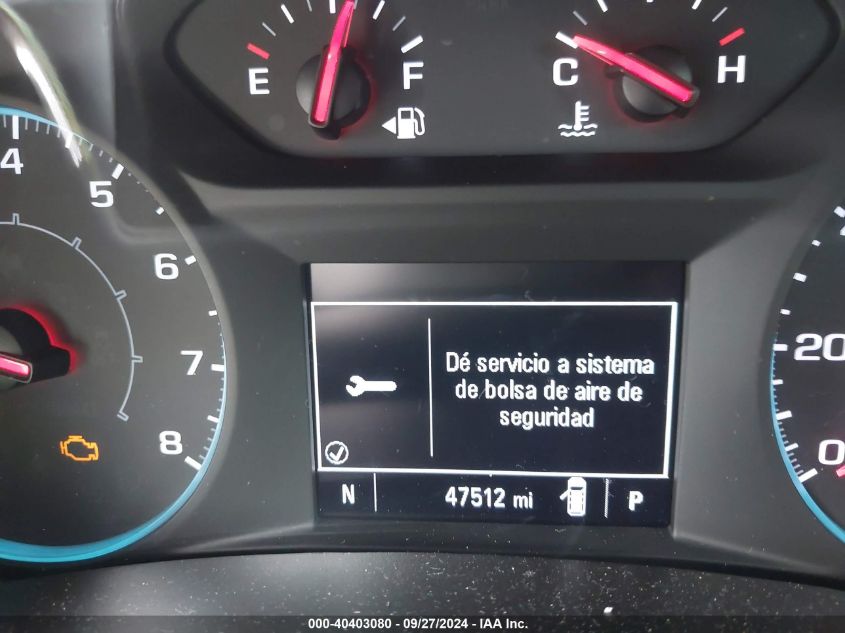 E F
C H
4
5
6
7
8
20
0
Dé servicio a sistema
de bolsa de aire de
seguridad
N 47512 mi P
000-40403080 - 09/27/2024 - IAA Inc.